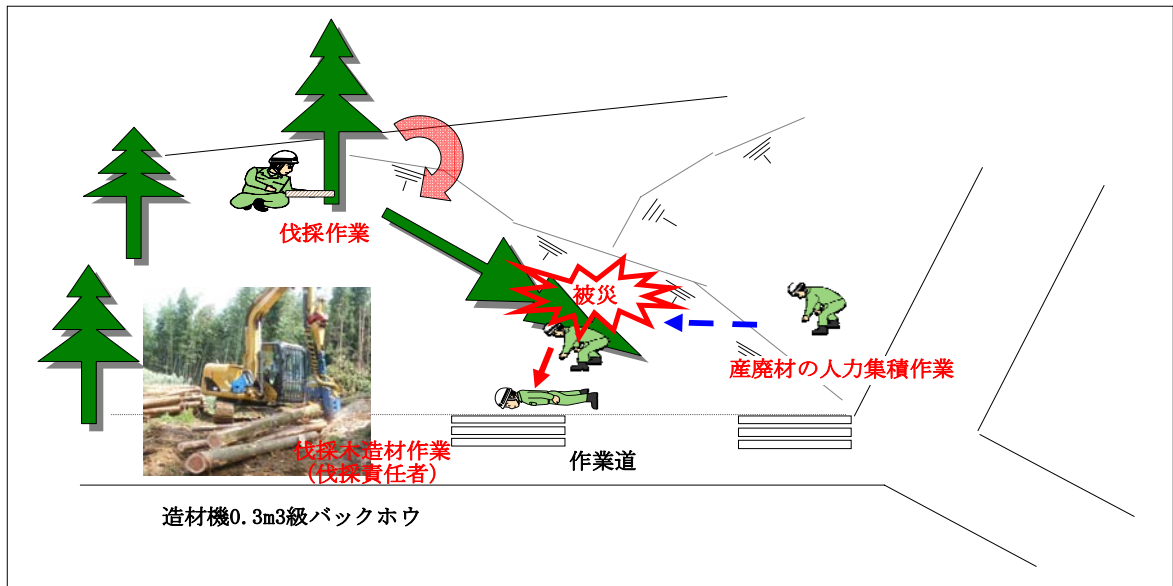 伐採作業
被災
産廃材の人力集積作業
伐採木造材作業
(伐採責任者)
作業道
造材機0.3m3級バックホウ